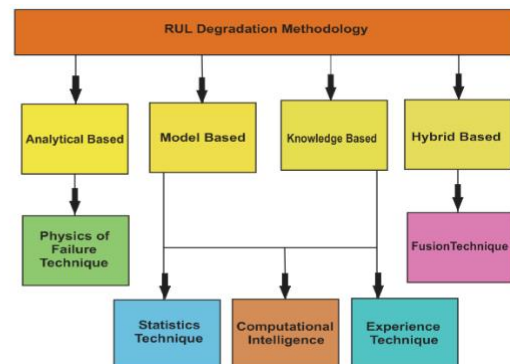 RUL Degradation Methodology
Analytical Based
Model Based
Knowledge Based
Hybrid Based
Physics of
Failure
Technique
FusionTechnique
Statistics
Technique
Computational
Intelligence
Experience
Technique